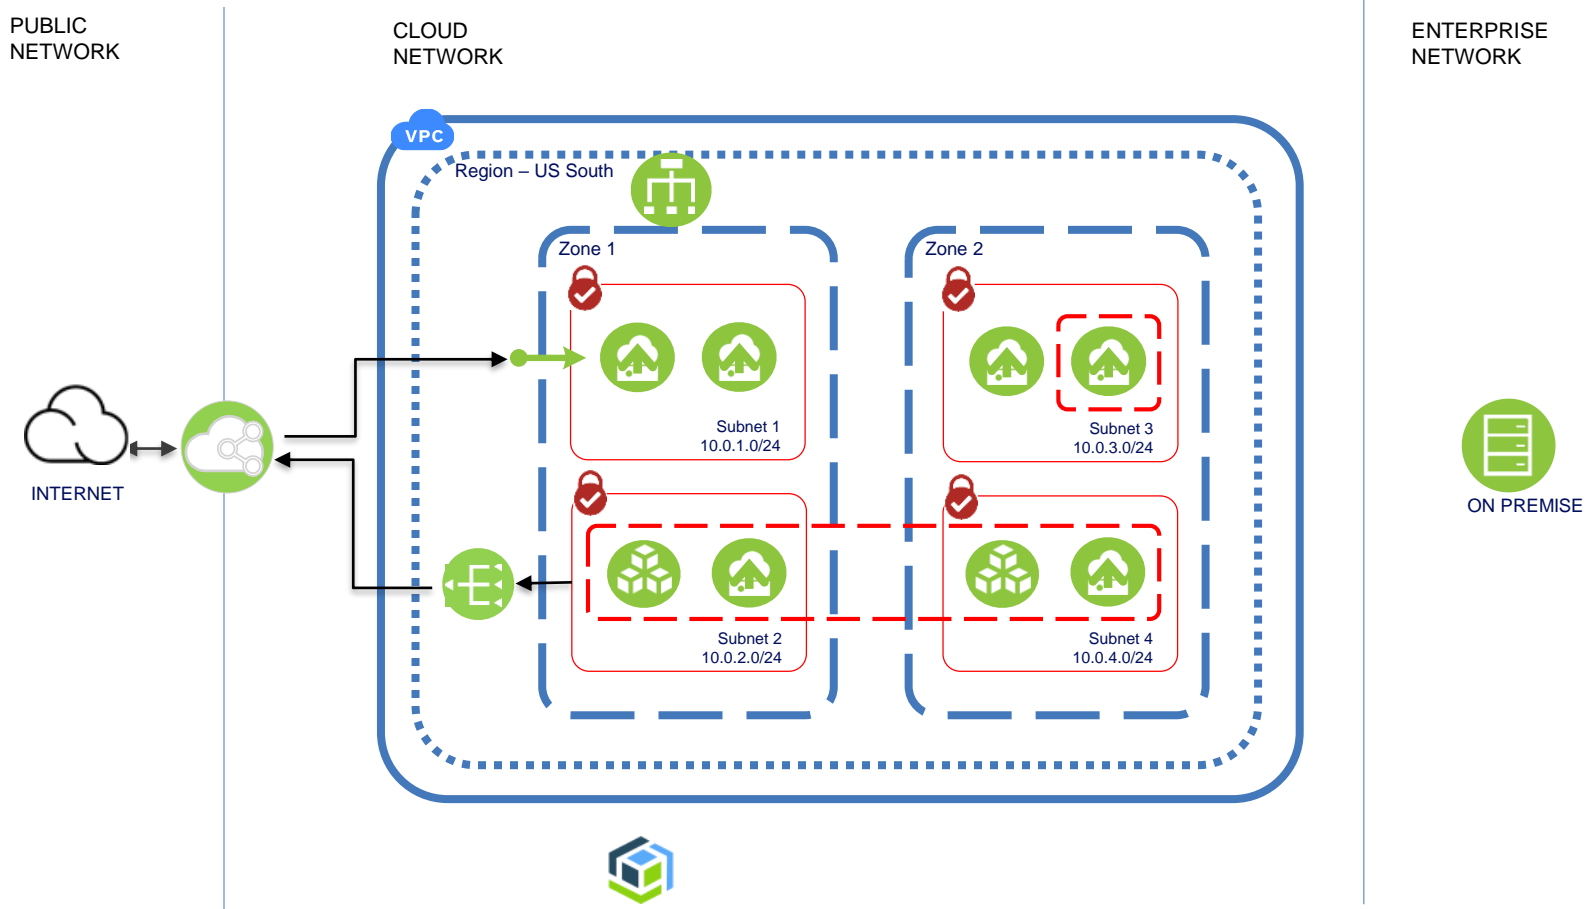 PUBLIC
NETWORK
CLOUD
NETWORK
ENTERPRISE
NETWORK
VPC
Region – US South
Zone 1
Zone 2
Subnet 1
10.0.1.0/24
Subnet 3
10.0.3.0/24
INTERNET
ON PREMISE
Subnet 2
10.0.2.0/24
Subnet 4
10.0.4.0/24